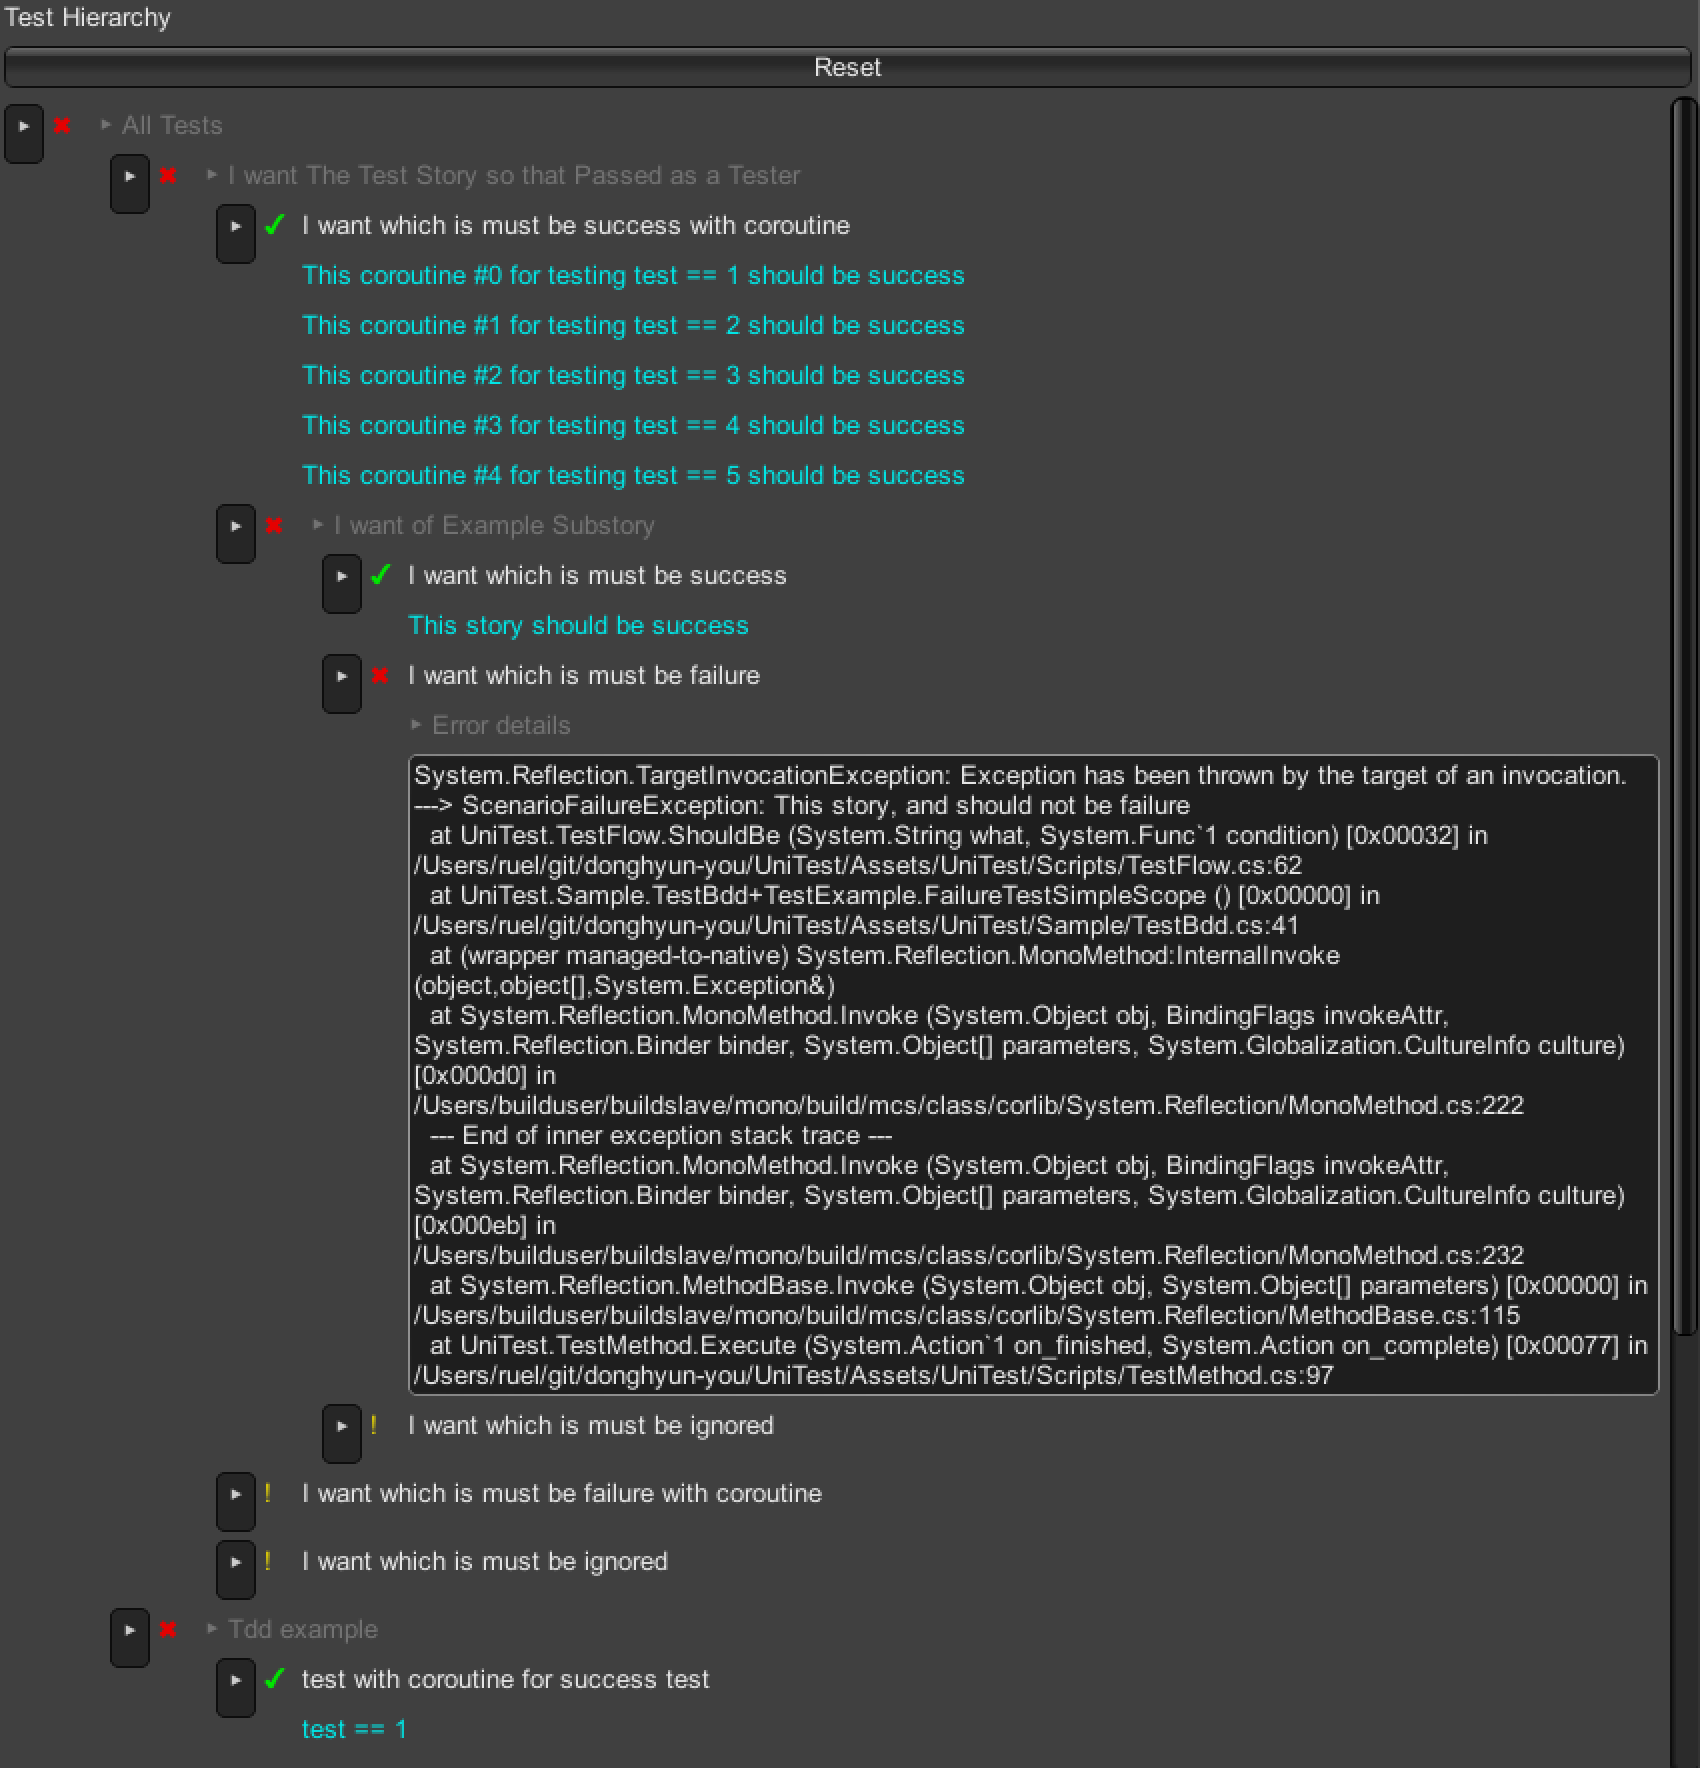 Test Hierarchy
Reset
All Tests
I want The Test Story so that Passed as a Tester
I want which is must be success with coroutine
This coroutine #0 for testing test == 1 should be success
This coroutine #1 for testing test == 2 should be success
This coroutine #2 for testing test == 3 should be success
This coroutine #3 for testing test == 4 should be success
This coroutine #4 for testing test == 5 should be success
I want of Example Substory
I want which is must be success
This story should be success
I want which is must be failure
Error details
System.Reflection.TargetInvocationException: Exception has been thrown by the target of an invocation.
---> ScenarioFailureException: This story, and should not be failure
at UniTest.TestFlow.ShouldBe (System.String what, System.Func`1 condition) [0x00032] in
/Users/ruel/git/donghyun-you/UniTest/Assets/UniTest/Scripts/TestFlow.cs:62
at UniTest.Sample.TestBdd+TestExample.FailureTestSimpleScope () [0x00000] in
/Users/ruel/git/donghyun-you/UniTest/Assets/UniTest/Sample/TestBdd.cs:41
at (wrapper managed-to-native) System.Reflection.MonoMethod:InternalInvoke
(object,object[],System.Exception&)
at System.Reflection.MonoMethod.Invoke (System.Object obj, BindingFlags invokeAttr,
System.Reflection.Binder binder, System.Object[] parameters, System.Globalization.CultureInfo culture)
[0x000d0] in
/Users/builduser/buildslave/mono/build/mcs/class/corlib/System.Reflection/MonoMethod.cs:222
--- End of inner exception stack trace ---
at System.Reflection.MonoMethod.Invoke (System.Object obj, BindingFlags invokeAttr,
System.Reflection.Binder binder, System.Object[] parameters, System.Globalization.CultureInfo culture)
[0x000eb] in
/Users/builduser/buildslave/mono/build/mcs/class/corlib/System.Reflection/MonoMethod.cs:232
at System.Reflection.MethodBase.Invoke (System.Object obj, System.Object[] parameters) [0x00000] in
/Users/builduser/buildslave/mono/build/mcs/class/corlib/System.Reflection/MethodBase.cs:115
at UniTest.TestMethod.Execute (System.Action`1 on_finished, System.Action on_complete) [0x00077] in
/Users/ruel/git/donghyun-you/UniTest/Assets/UniTest/Scripts/TestMethod.cs:97
! I want which is must be ignored
! I want which is must be failure with coroutine
! I want which is must be ignored
Tdd example
test with coroutine for success test
test == 1